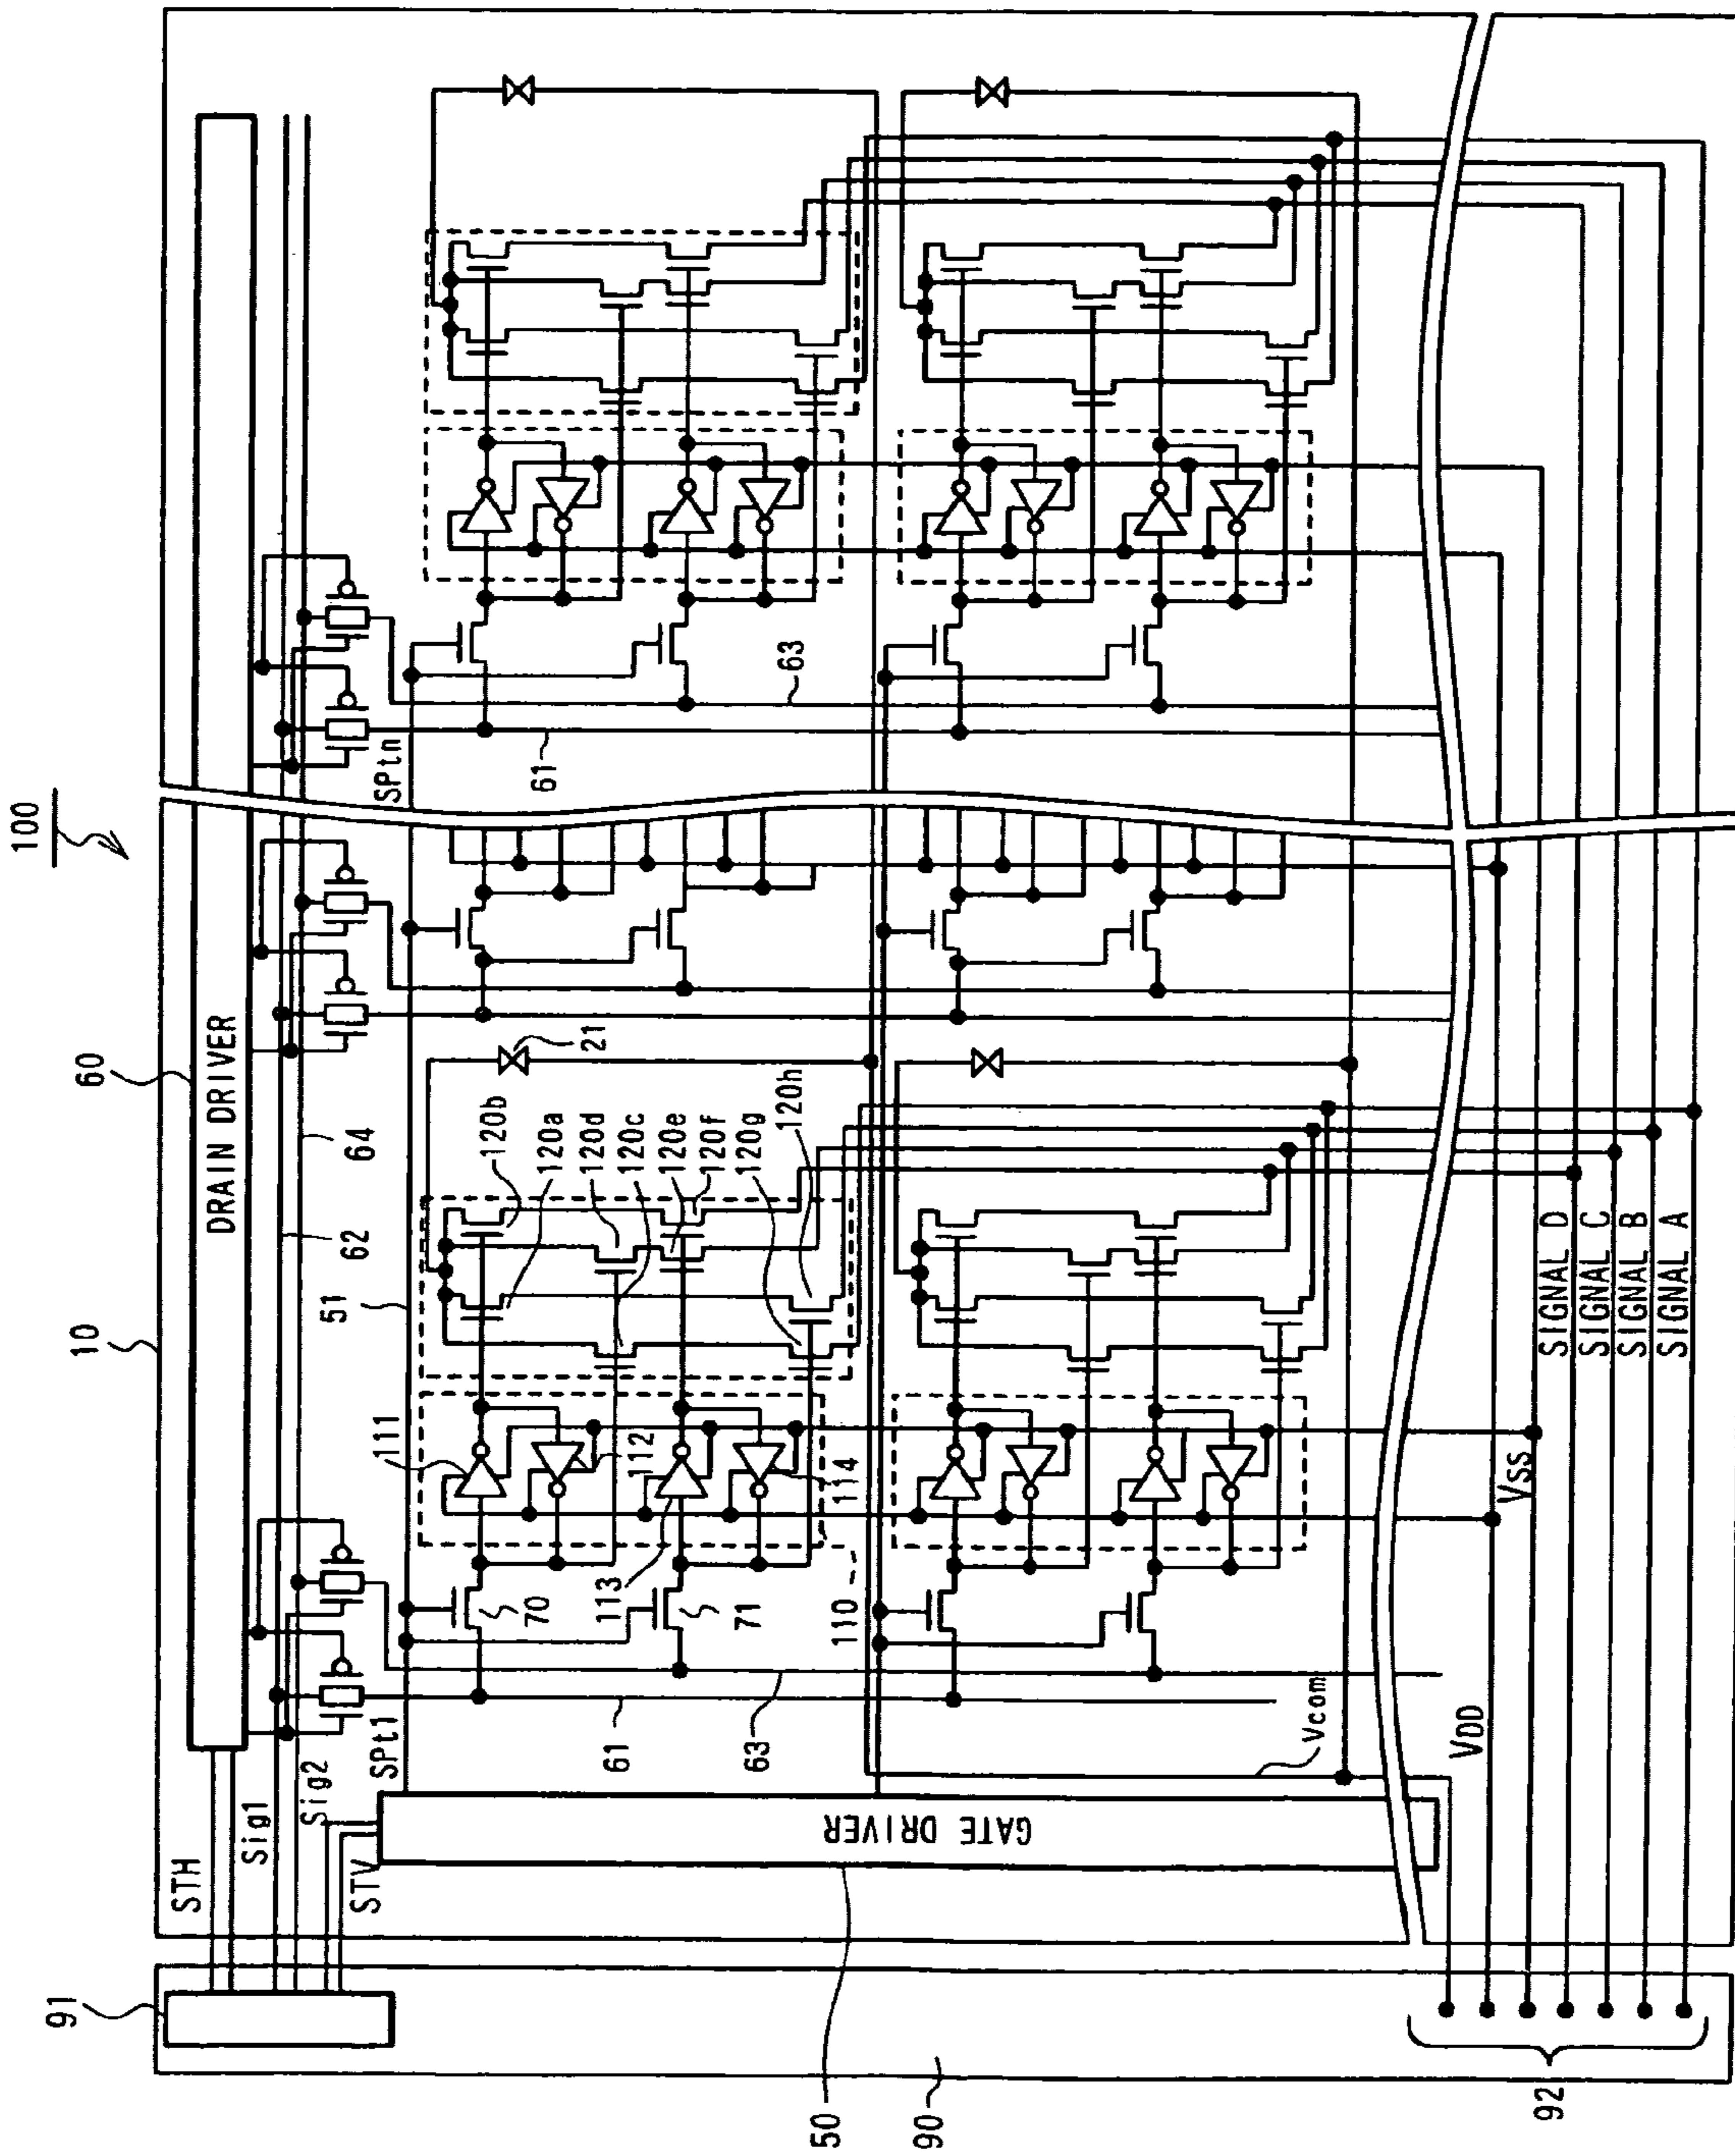 100
10
60
DRAIN DRIVER
91
STH
Sig1
Sig2
STV
SPt1
SPtn
62
64
51
61
63
61
63
70
71
110
111
112
113
114
120b
120a
120d
120c
120e
120f
120g
120h
21
Vcom
GATE DRIVER
50
90
92
VDD
VSS
SIGNAL D
SIGNAL C
SIGNAL B
SIGNAL A